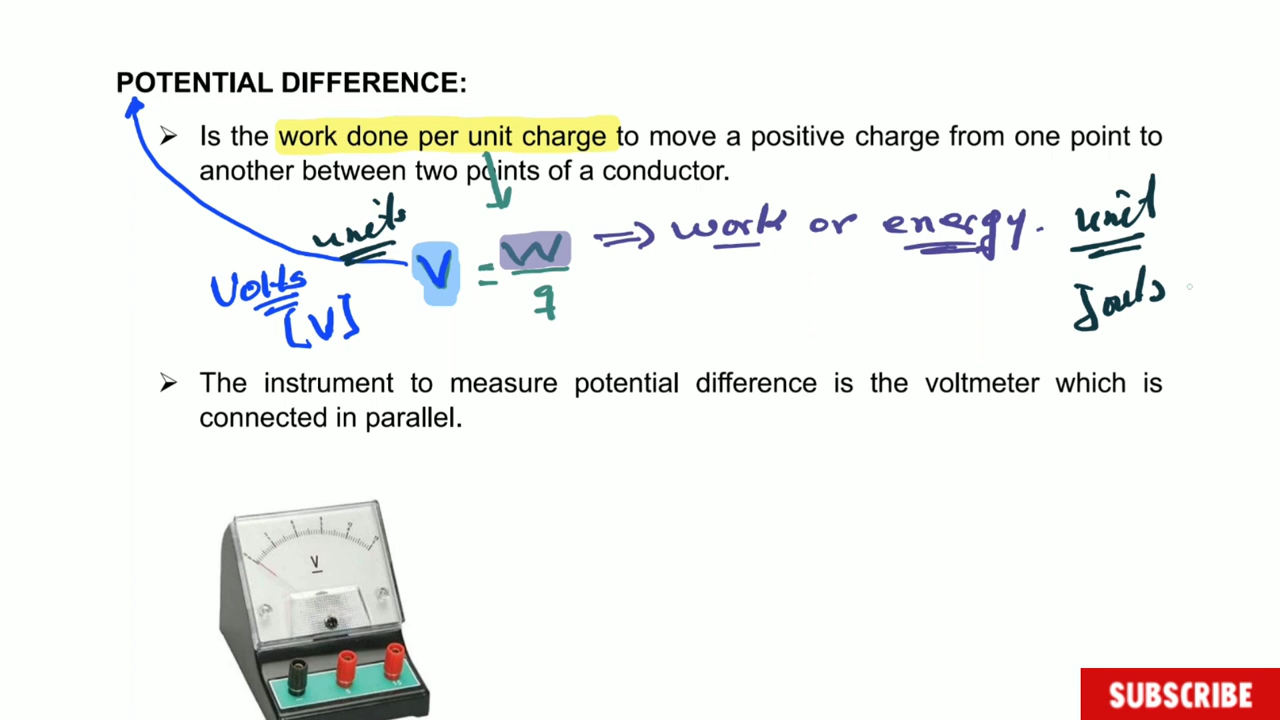 POTENTIAL DIFFERENCE:
➤ Is the work done per unit charge to move a positive charge from one point to
another between two points of a conductor.
units
Volts
[V]
V = W/q ⇒ work or energy. unit
Jouls
➤ The instrument to measure potential difference is the voltmeter which is
connected in parallel.
V
SUBSCRIBE